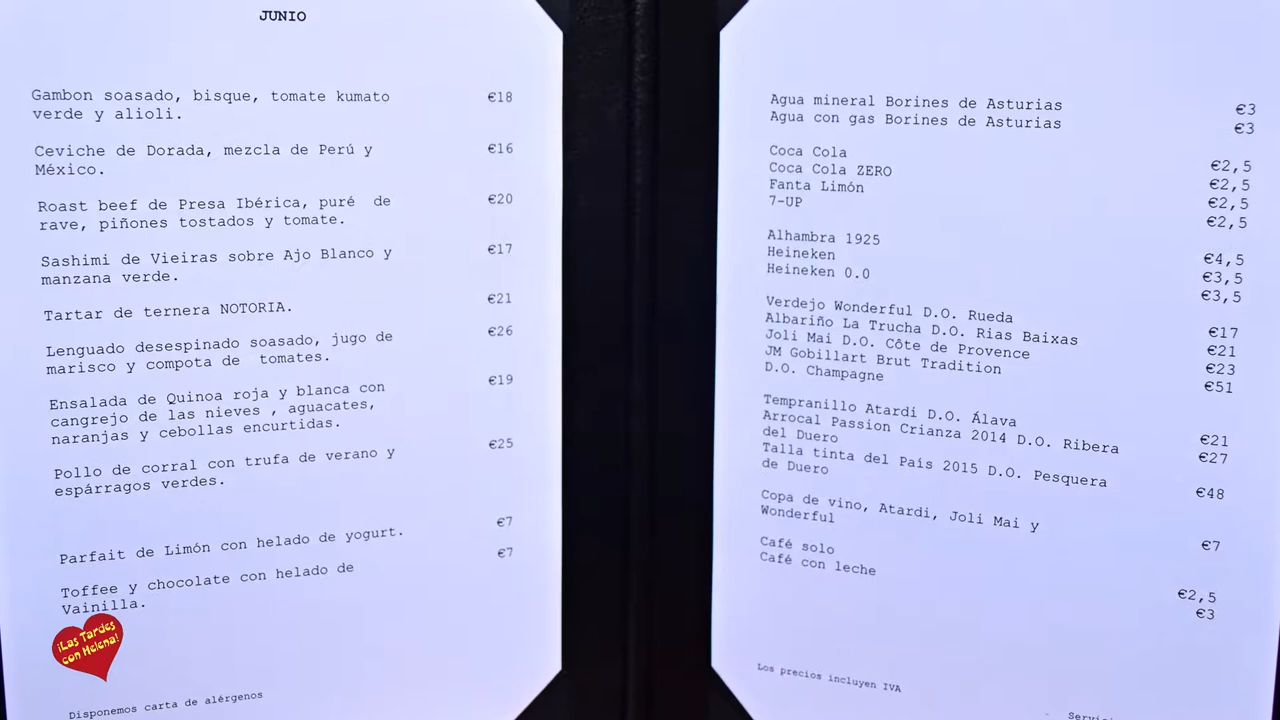 JUNIO
Gambon soasado, bisque, tomate kumato €18
verde y alioli.
Ceviche de Dorada, mezcla de Perú y €16
México.
Roast beef de Presa Ibérica, puré de €20
rave, piñones tostados y tomate.
Sashimi de Vieiras sobre Ajo Blanco y €17
manzana verde.
Tartar de ternera NOTORIA. €21
Lenguado desespinado soasado, jugo de €26
marisco y compota de tomates.
Ensalada de Quinoa roja y blanca con €19
cangrejo de las nieves , aguacates,
naranjas y cebollas encurtidas.
Pollo de corral con trufa de verano y €25
espárragos verdes.
Parfait de Limón con helado de yogurt. €7
Toffee y chocolate con helado de €7
Vainilla.
¡Las Tardes
con Helena!
Disponemos carta de alérgenos
Agua mineral Borines de Asturias €3
Agua con gas Borines de Asturias €3
Coca Cola €2,5
Coca Cola ZERO €2,5
Fanta Limón €2,5
7-UP €2,5
Alhambra 1925 €4,5
Heineken €3,5
Heineken 0.0 €3,5
Verdejo Wonderful D.O. Rueda €17
Albariño La Trucha D.O. Rias Baixas €21
Joli Mai D.O. Côte de Provence €23
JM Gobillart Brut Tradition €51
D.O. Champagne
Tempranillo Atardi D.O. Álava €21
Arrocal Passion Crianza 2014 D.O. Ribera €27
del Duero
Talla tinta del País 2015 D.O. Pesquera €48
de Duero
Copa de vino, Atardi, Joli Mai y
Wonderful €7
Café solo €2,5
Café con leche €3
Los precios incluyen IVA